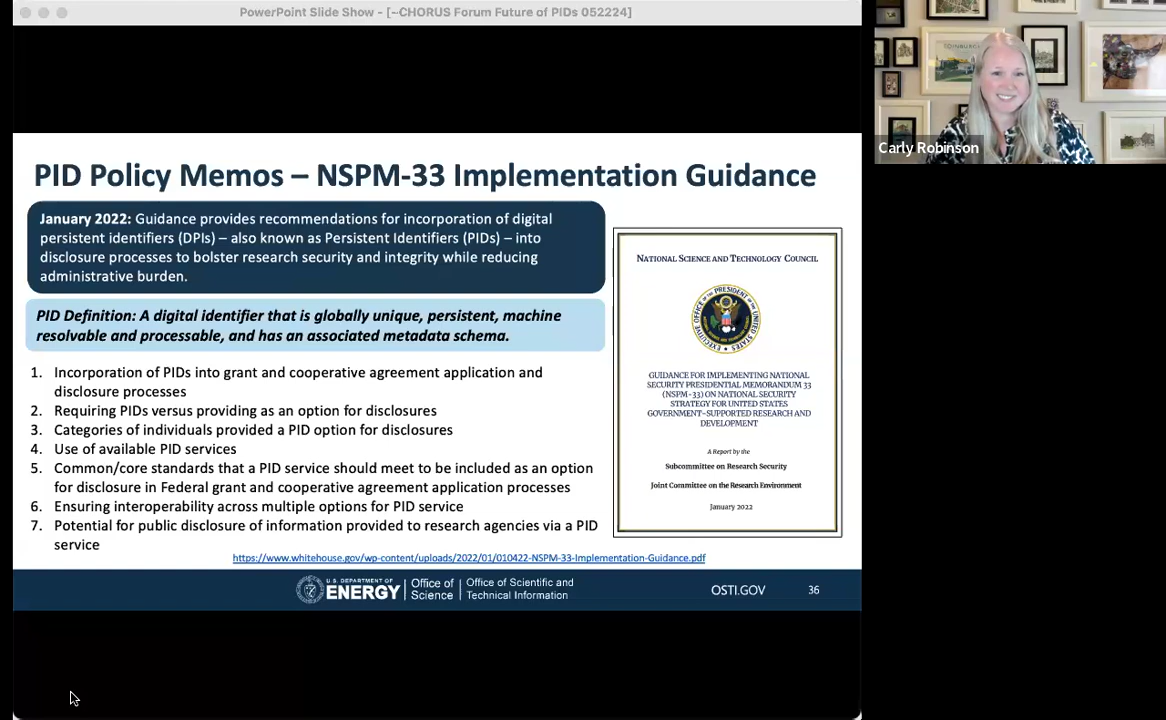 PowerPoint Slide Show - [~CHORUS Forum Future of PIDs 052224]
Carly Robinson
PID Policy Memos – NSPM-33 Implementation Guidance
January 2022: Guidance provides recommendations for incorporation of digital
persistent identifiers (DPIs) – also known as Persistent Identifiers (PIDs) – into
disclosure processes to bolster research security and integrity while reducing
administrative burden.
PID Definition: A digital identifier that is globally unique, persistent, machine
resolvable and processable, and has an associated metadata schema.
1. Incorporation of PIDs into grant and cooperative agreement application and
disclosure processes
2. Requiring PIDs versus providing as an option for disclosures
3. Categories of individuals provided a PID option for disclosures
4. Use of available PID services
5. Common/core standards that a PID service should meet to be included as an option
for disclosure in Federal grant and cooperative agreement application processes
6. Ensuring interoperability across multiple options for PID service
7. Potential for public disclosure of information provided to research agencies via a PID
service
https://www.whitehouse.gov/wp-content/uploads/2022/01/010422-NSPM-33-Implementation-Guidance.pdf
NATIONAL SCIENCE AND TECHNOLOGY COUNCIL
EXECUTIVE OFFICE OF THE PRESIDENT OF THE UNITED STATES
GUIDANCE FOR IMPLEMENTING NATIONAL
SECURITY PRESIDENTIAL MEMORANDUM 33
(NSPM-33) ON NATIONAL SECURITY
STRATEGY FOR UNITED STATES
GOVERNMENT-SUPPORTED RESEARCH AND
DEVELOPMENT
A Report by the
Subcommittee on Research Security
Joint Committee on the Research Environment
January 2022
U.S. DEPARTMENT OF
ENERGY
Office of
Science
Office of Scientific and
Technical Information
OSTI.GOV
36